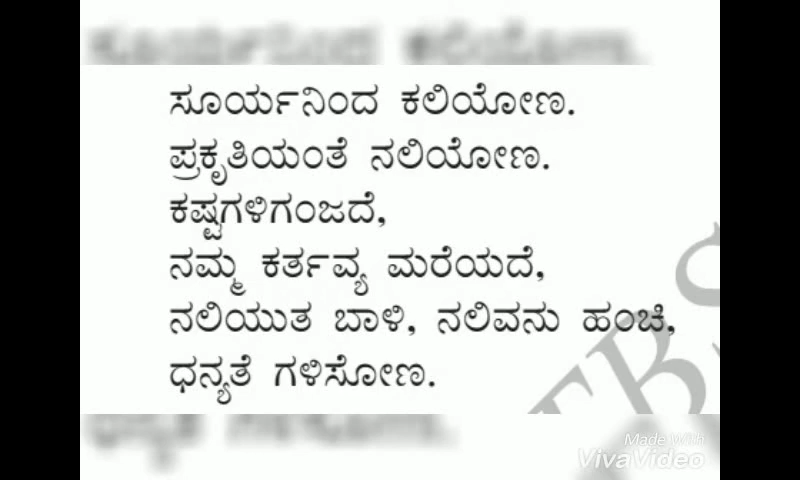 ಸೂರ್ಯನಿಂದ ಕಲಿಯೋಣ.
ಪ್ರಕೃತಿಯಂತೆ ನಲಿಯೋಣ.
ಕಷ್ಟಗಳಿಗಂಜದೆ,
ನಮ್ಮ ಕರ್ತವ್ಯ ಮರೆಯದೆ,
ನಲಿಯುತ ಬಾಳಿ, ನಲಿವನು ಹಂಚಿ,
ಧನ್ಯತೆ ಗಳಿಸೋಣ.
Made With
VivaVideo